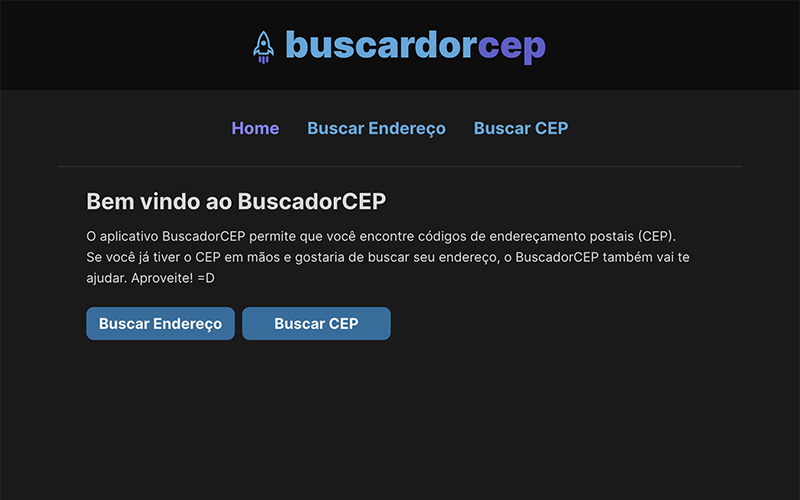 buscardorcep
Home Buscar Endereço Buscar CEP
Bem vindo ao BuscadorCEP
O aplicativo BuscadorCEP permite que você encontre códigos de endereçamento postais (CEP).
Se você já tiver o CEP em mãos e gostaria de buscar seu endereço, o BuscadorCEP também vai te
ajudar. Aproveite! =D
Buscar Endereço Buscar CEP